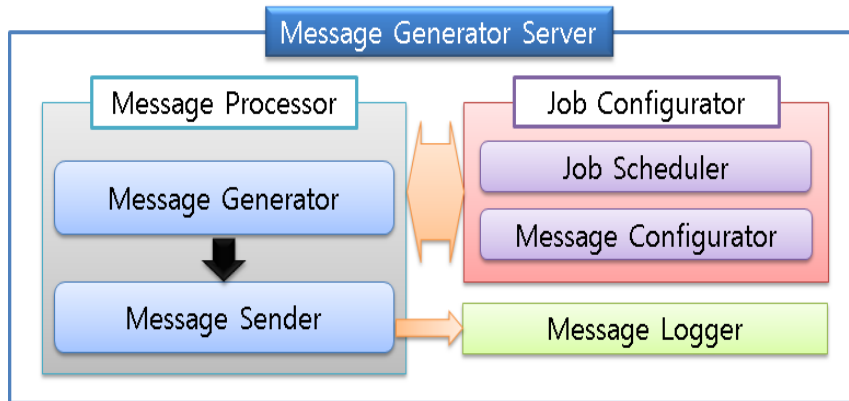 Message Generator Server
Message Processor
Message Generator
Message Sender
Job Configurator
Job Scheduler
Message Configurator
Message Logger